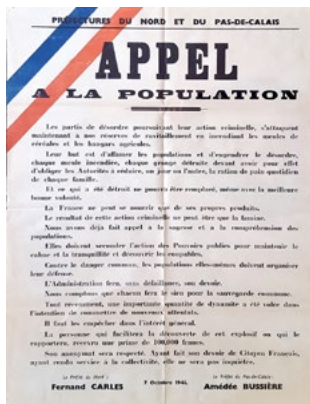 PRÉFECTURES DU NORD ET DU PAS-DE-CALAIS
APPEL
A LA POPULATION
Les partis de désordre poursuivant leur action criminelle, s'attaquent
maintenant à nos réserves de ravitaillement en incendiant les meules de
céréales et les hangars agricoles.
Leur but est d'affamer les populations et d'engendrer le désordre,
chaque meule incendiée, chaque grange détruite devant avoir pour effet
d'obliger les Autorités à réduire, un jour ou l'autre, la ration de pain quotidien
de chaque famille.
Et ce qui a été détruit ne pourra être remplacé, même avec la meilleure
bonne volonté.
La France ne peut se nourrir que de ses propres produits.
Le résultat de cette action criminelle ne peut être que la famine.
Nous avons déjà fait appel à la sagesse et à la compréhension des
populations.
Elles doivent seconder l'action des Pouvoirs publics pour maintenir le
calme et la tranquillité et découvrir les coupables.
Contre le danger commun, les populations elles-mêmes doivent organiser
leur défense.
L'Administration fera, sans défaillance, son devoir.
Nous comptons que chacun fera le sien pour la sauvegarde commune.
Tout récemment, une importante quantité de dynamite a été volée dans
l'intention de commettre de nouveaux attentats.
Il faut les empêcher dans l'intérêt général.
La personne qui facilitera la découverte de cet explosif ou qui le
rapportera, recevra une prime de 100.000 francs.
Son anonymat sera respecté. Ayant fait son devoir de Citoyen Français,
ayant rendu service à la collectivité, elle ne sera pas inquiétée.
Le Préfet du Nord :
Fernand CARLES
7 Octobre
Le Préfet du Pas-de-Calais :
Amédée BUSSIÈRE